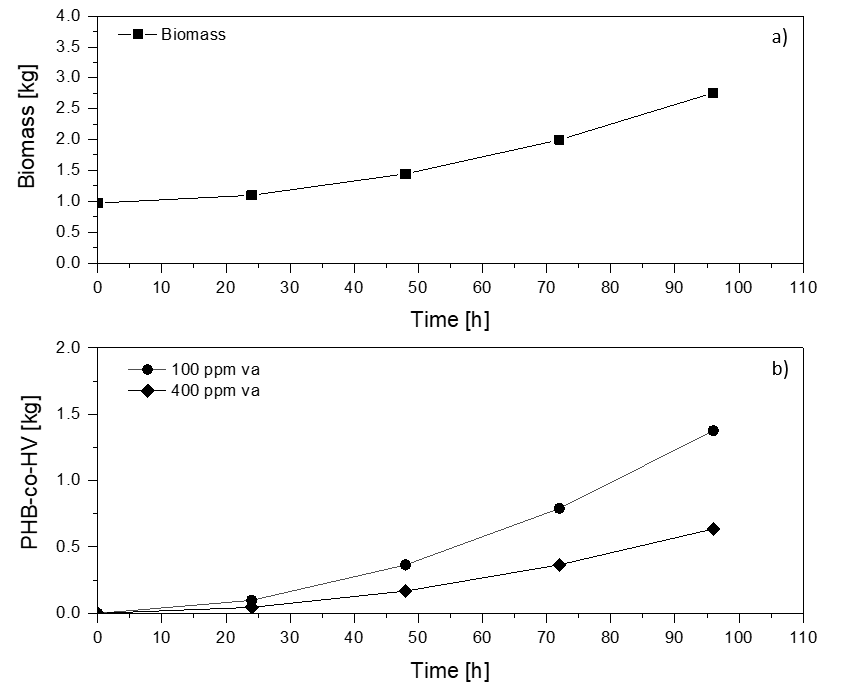 4.0
Biomass
a)
3.5
3.0
2.5
2.0
1.5
1.0
0.5
0.0
Biomass [kg]
0 10 20 30 40 50 60 70 80 90 100 110
Time [h]
2.0
100 ppm va
b)
400 ppm va
1.5
1.0
0.5
0.0
PHB-co-HV [kg]
0 10 20 30 40 50 60 70 80 90 100 110
Time [h]